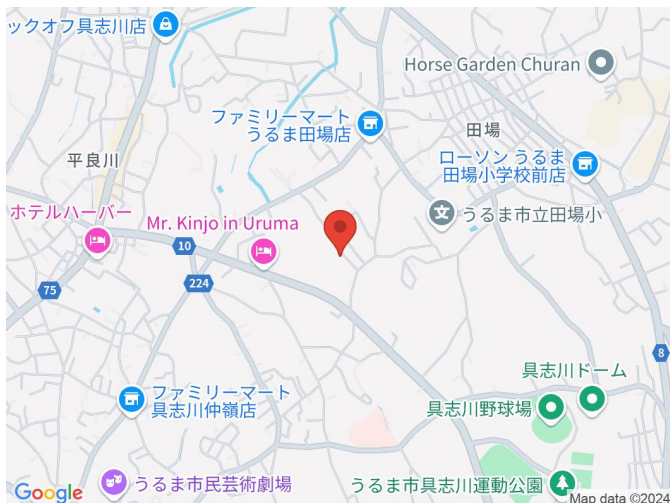 ックオフ具志川店
Horse Garden Churan
ファミリーマート
うるま田場店
田場
平良川
ローソン うるま
田場小学校前店
ホテルハーバー
Mr. Kinjo in Uruma
うるま市立田場小
10
75
224
8
具志川ドーム
ファミリーマート
具志川仲嶺店
具志川野球場
うるま市民芸術劇場
うるま市具志川運動公園
Google
Map data ©2024